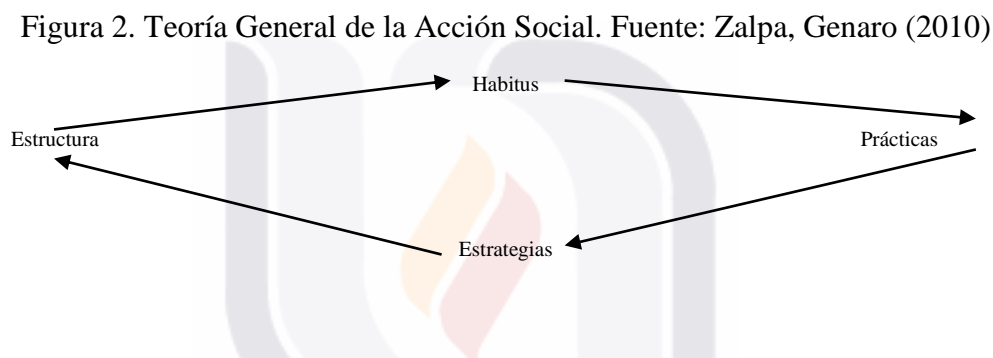 Figura 2. Teoría General de la Acción Social. Fuente: Zalpa, Genaro (2010)
Habitus
Estructura
Prácticas
Estrategias